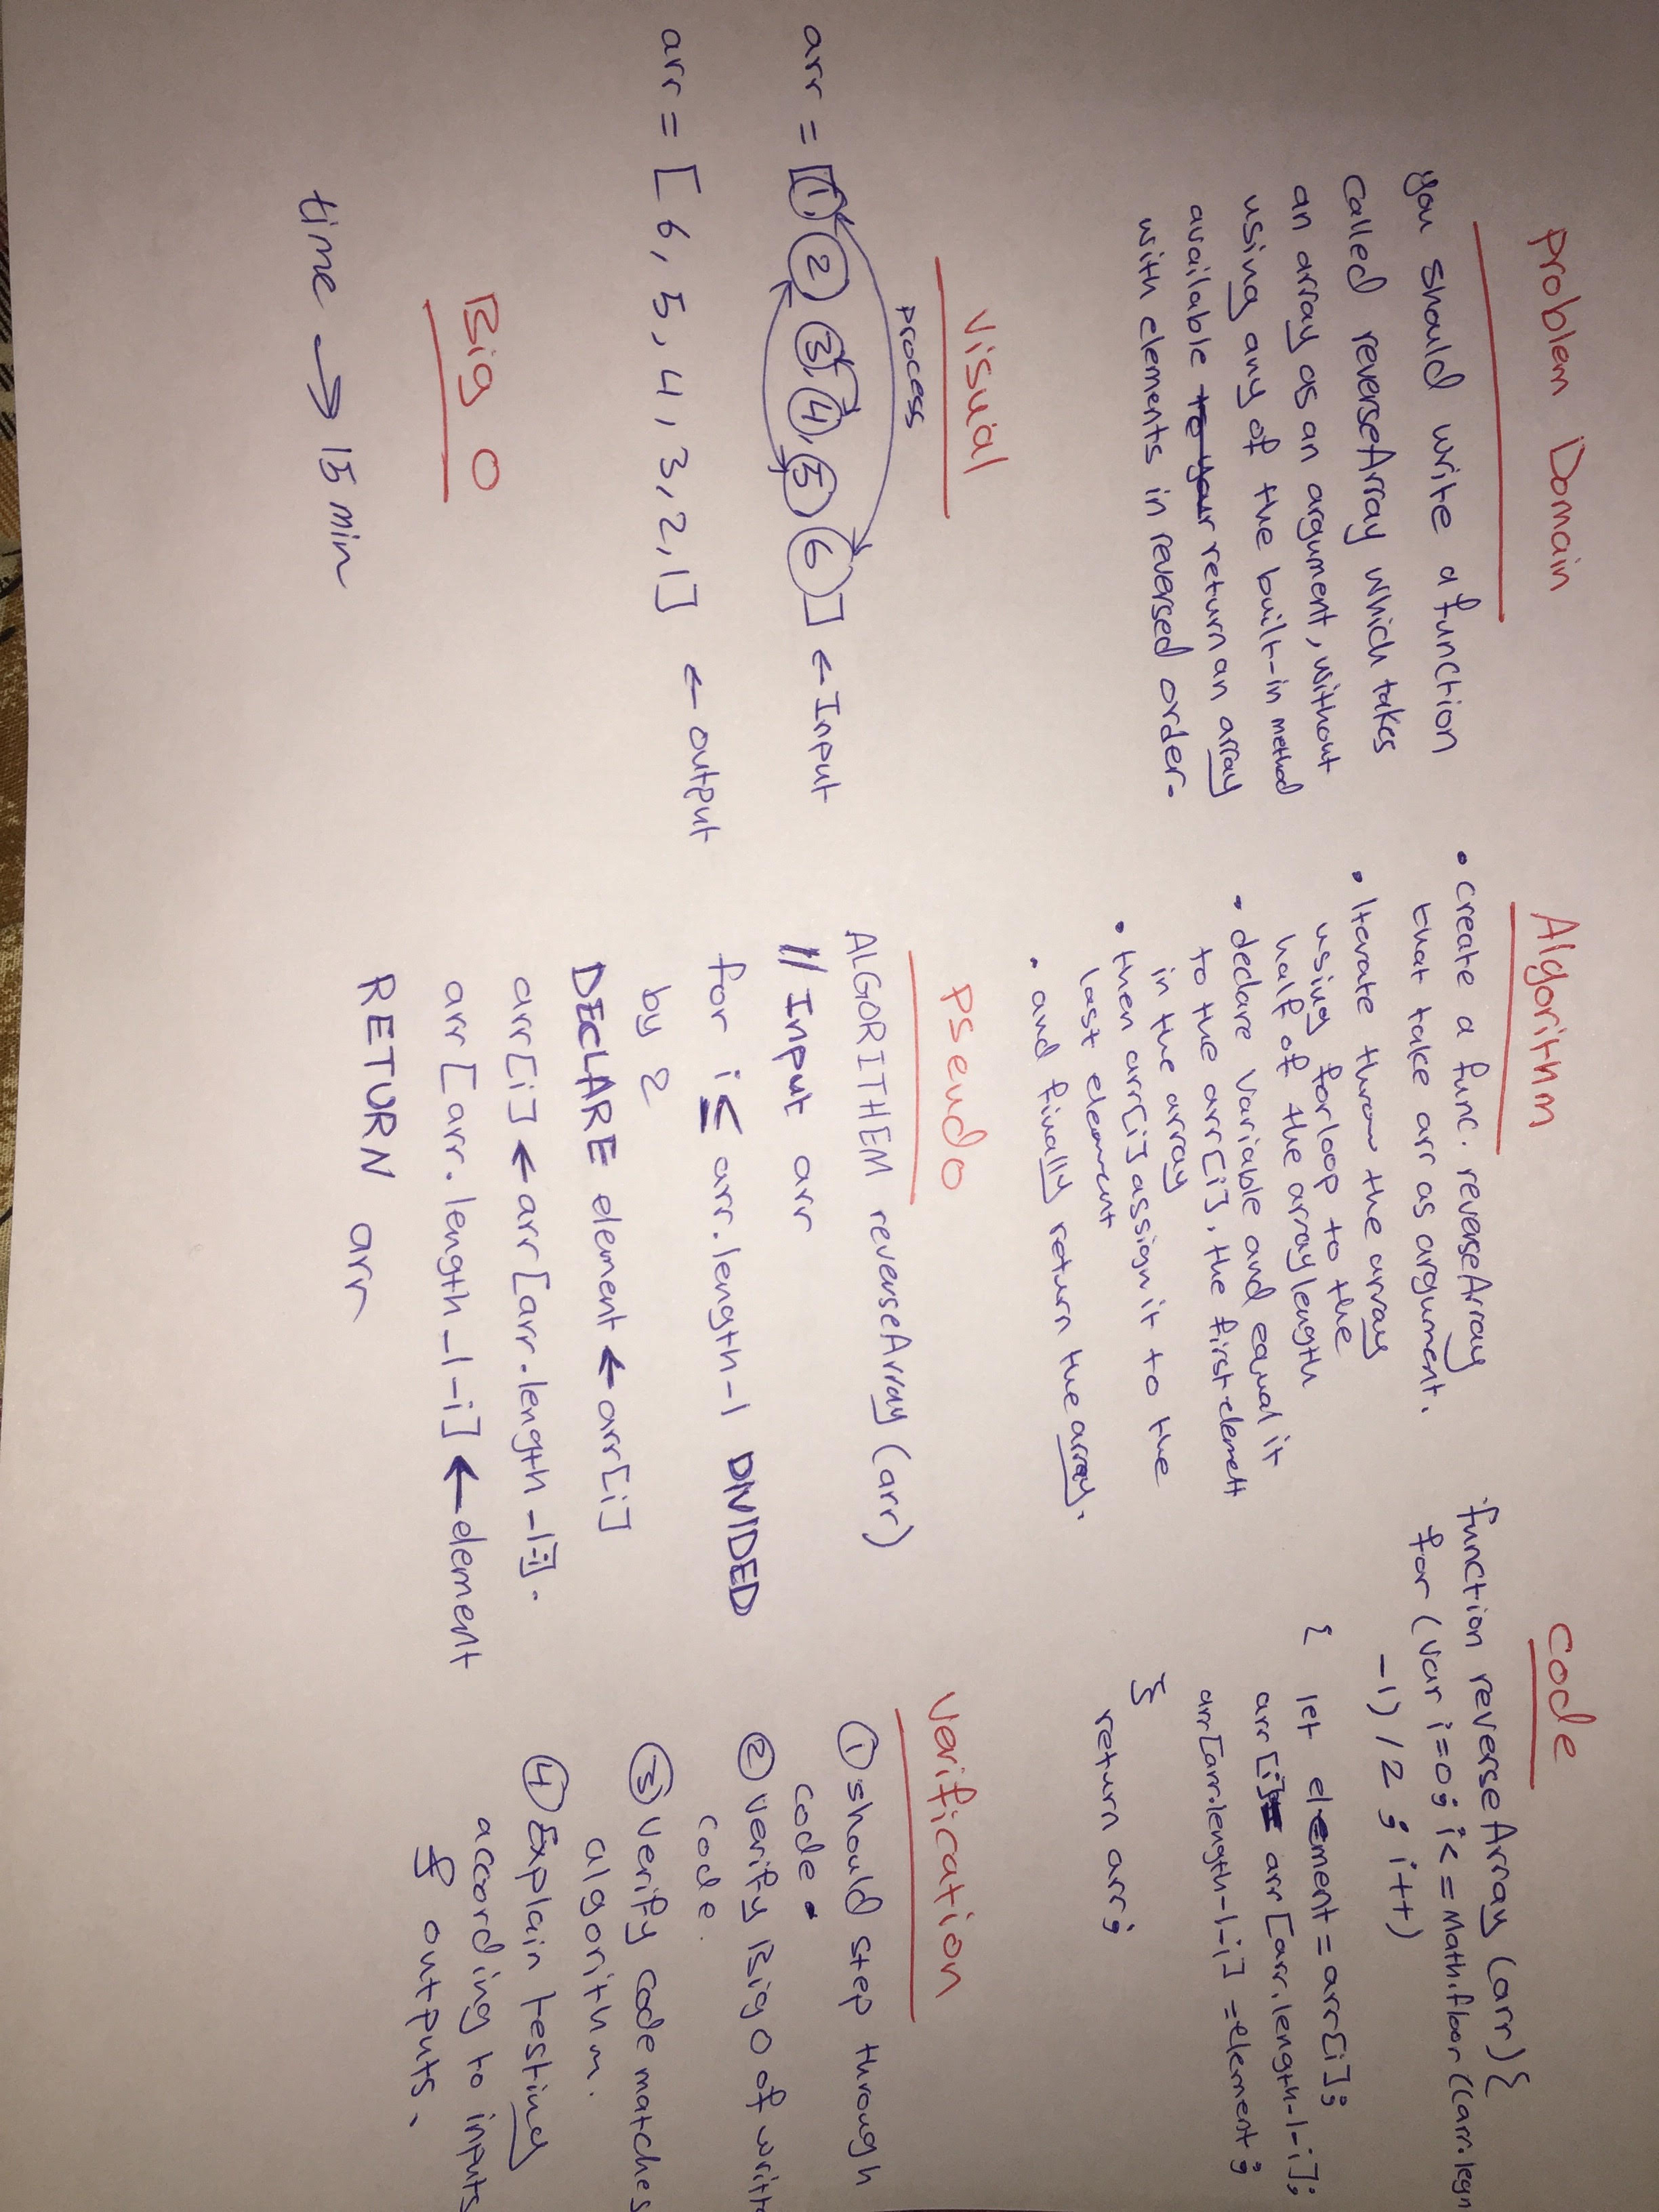 Problem Domain
you should write a function
called reverseArray which takes
an array as an argument, without
using any of the built-in method
available to your return an array
with elements in reversed order.
Visual
process
arr = [1, 2, 3, 4, 5, 6] ← Input
arr = [6, 5, 4, 3, 2, 1] ← output
Big O
time → 15 min
Algorithm
• create a func. reverseArray
that take arr as argument.
• Iterate throw the array
using forloop to the
half of the array length
• declare variable and equal it
to the arr[i], the first elemett
in the array
• then arr[i] assign it to the
last element
• and finally return the array.
Pseudo
ALGORITHEM reverseArray (arr)
// Input arr
for i ≤ arr.length-1 DIVIDED
by 2
DECLARE element ← arr[i]
arr[i] ← arr[arr.length-1-i].
arr[arr.length-1-i] ← element
RETURN arr
Code
function reverseArray (arr) {
for (var i=0; i<=Math.floor((arr.legn
-1)/2; i++)
{ let element = arr[i];
arr[i]= arr[arr.length-1-i];
arr[arr.length-1-i] = element;
}
return arr;
Verification
① should step through
code.
② verify Big O of writt
code.
③ verify code matches
algorithm.
④ Explain testing
according to inputs
& outputs.